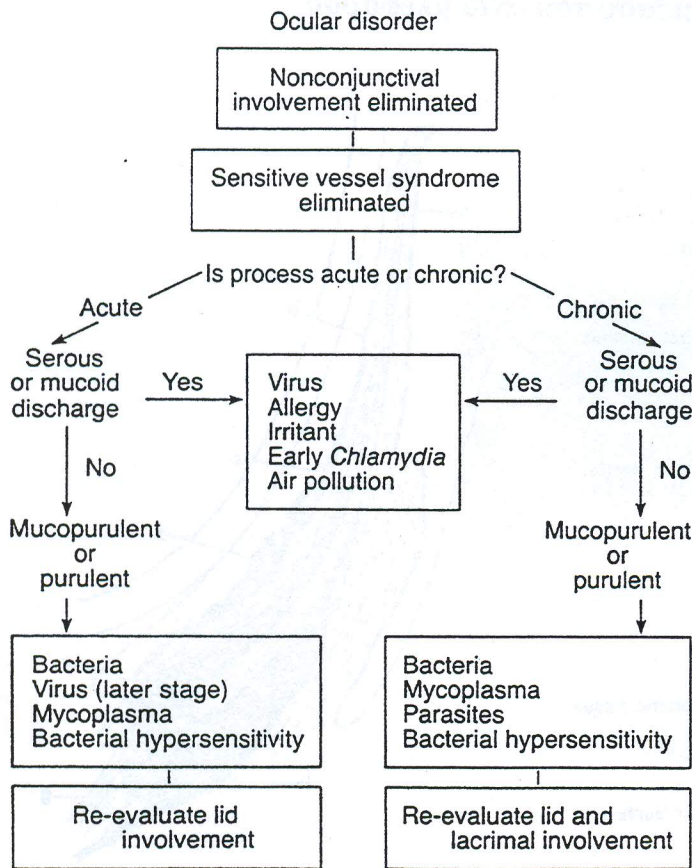 Ocular disorder
Nonconjunctival
involvement eliminated
Sensitive vessel syndrome
eliminated
Is process acute or chronic?
Acute
Chronic
Serous
or mucoid
discharge
Yes
Virus
Allergy
Irritant
Early Chlamydia
Air pollution
Yes
Serous
or mucoid
discharge
No
No
Mucopurulent
or
purulent
Mucopurulent
or
purulent
Bacteria
Virus (later stage)
Mycoplasma
Bacterial hypersensitivity
Bacteria
Mycoplasma
Parasites
Bacterial hypersensitivity
Re-evaluate lid
involvement
Re-evaluate lid and
lacrimal involvement